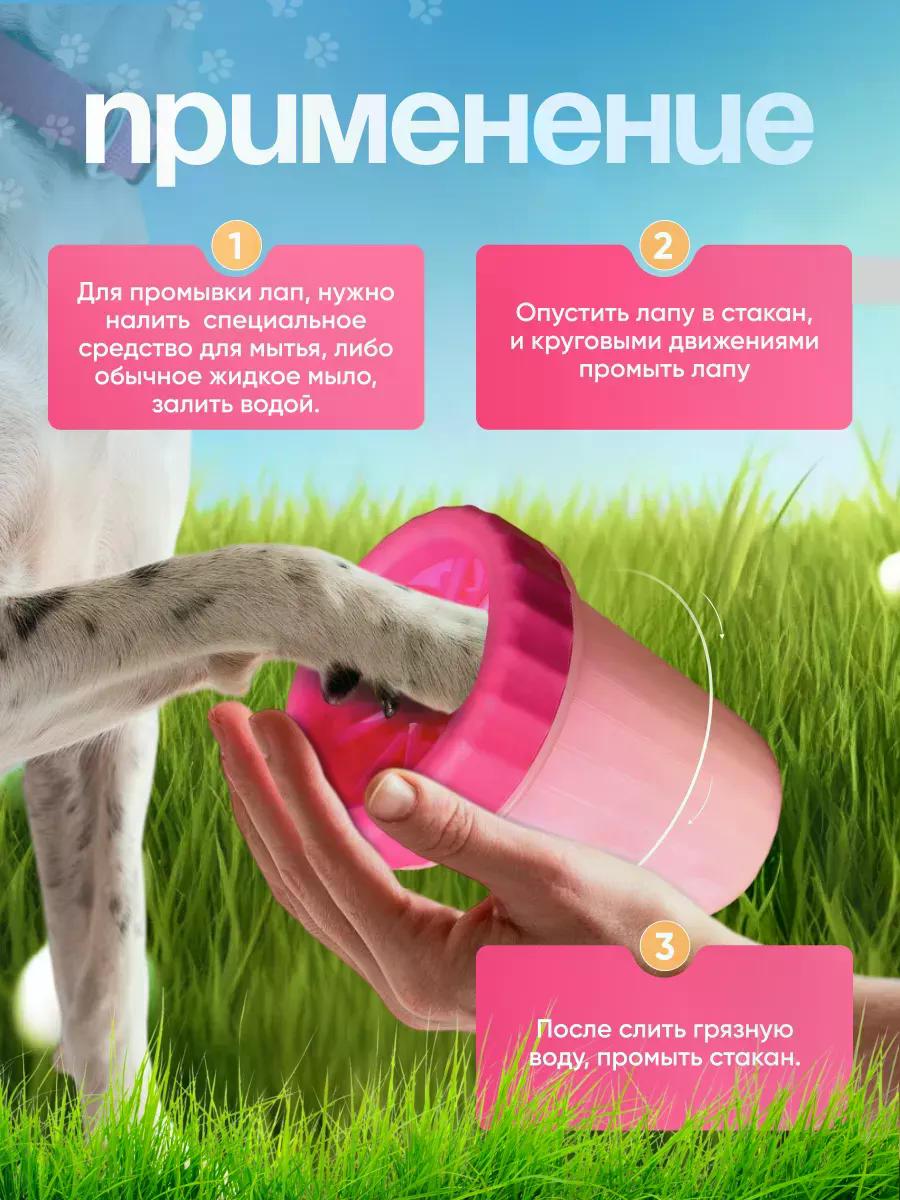 применение
1
Для промывки лап, нужно
налить специальное
средство для мытья, либо
обычное жидкое мыло,
залить водой.
2
Опустить лапу в стакан,
и круговыми движениями
промыть лапу
3
После слить грязную
воду, промыть стакан.